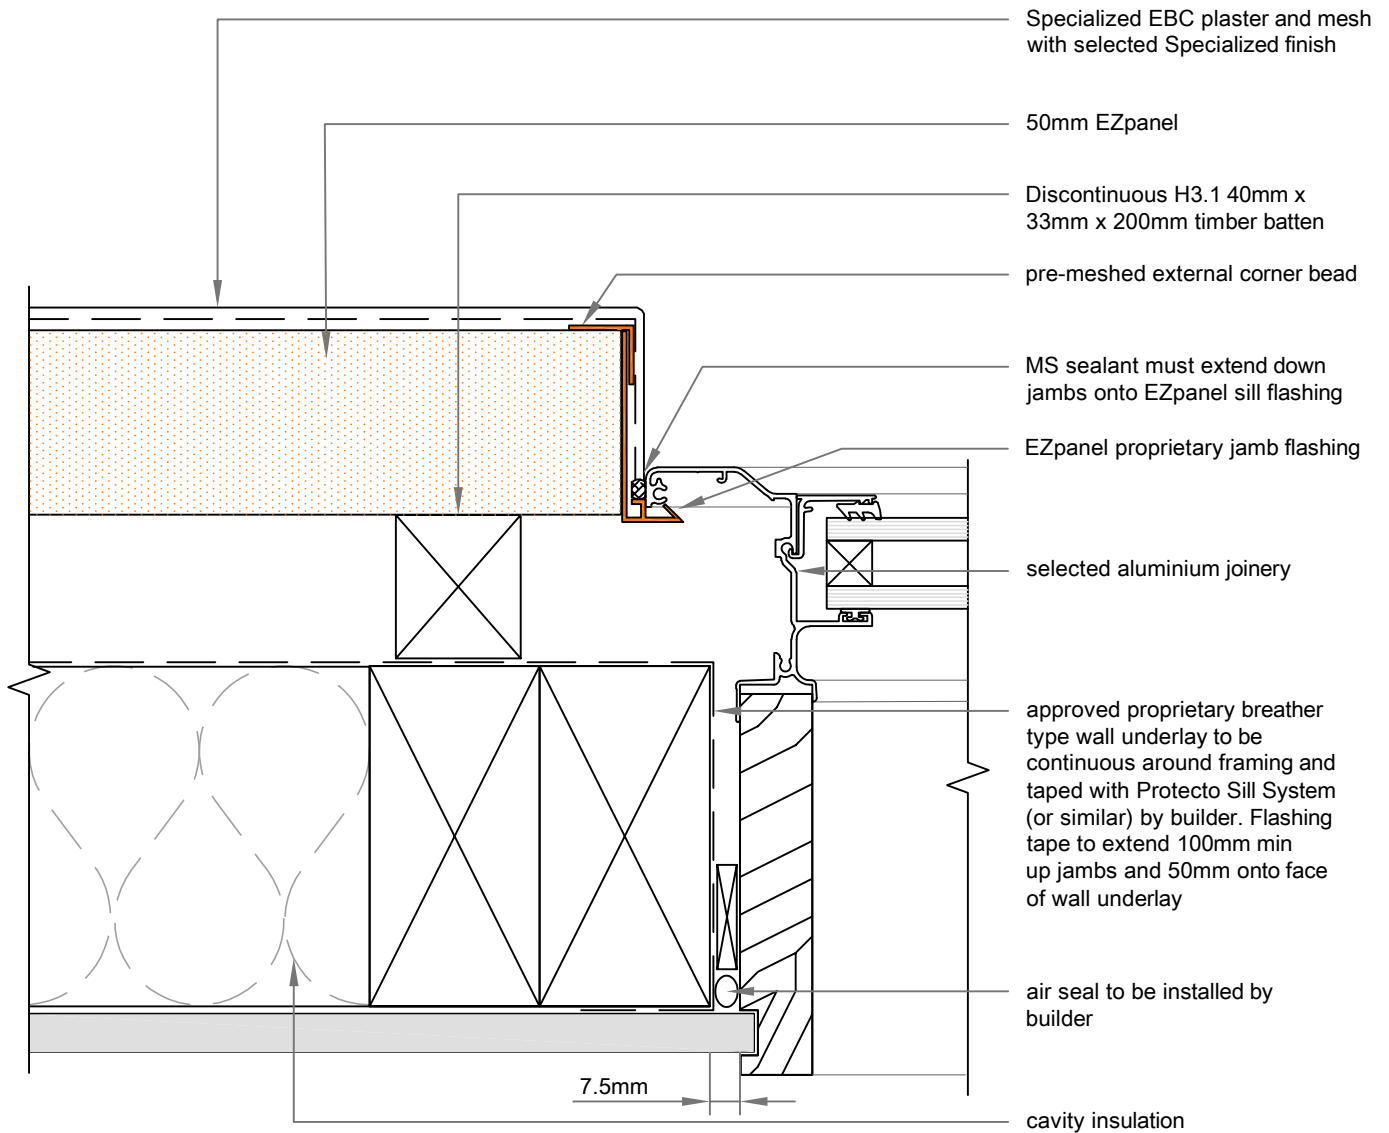 Specialized EBC plaster and mesh
with selected Specialized finish
50mm EZpanel
Discontinuous H3.1 40mm x
33mm x 200mm timber batten
pre-meshed external corner bead
MS sealant must extend down
jambs onto EZpanel sill flashing
EZpanel proprietary jamb flashing
selected aluminium joinery
approved proprietary breather
type wall underlay to be
continuous around framing and
taped with Protecto Sill System
(or similar) by builder. Flashing
tape to extend 100mm min
up jambs and 50mm onto face
of wall underlay
air seal to be installed by
builder
7.5mm
cavity insulation